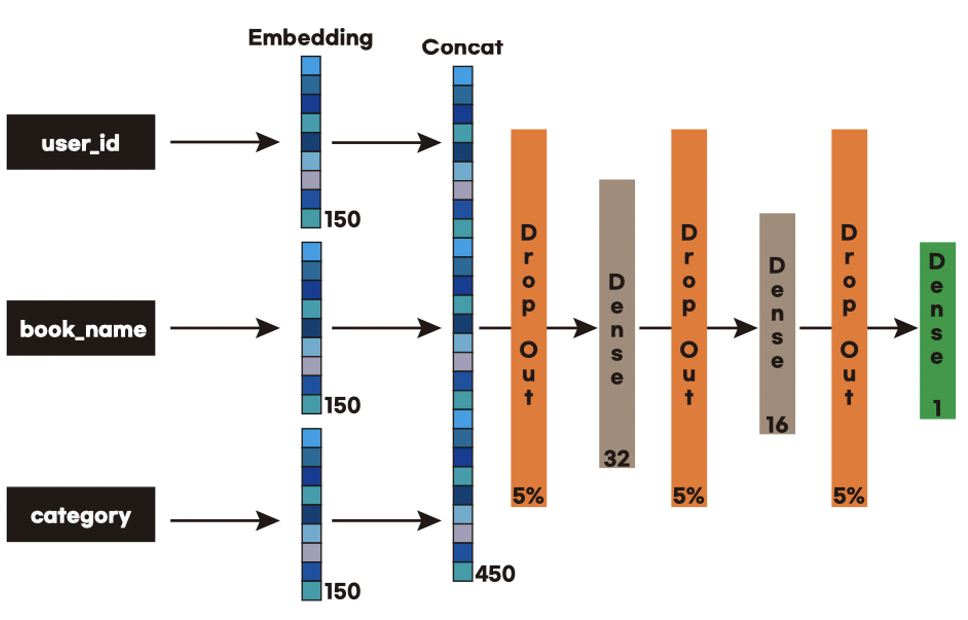 Embedding
Concat
user_id
150
book_name
150
category
150
450
Drop Out
5%
Dense
32
Drop Out
5%
Dense
16
Drop Out
5%
Dense
1